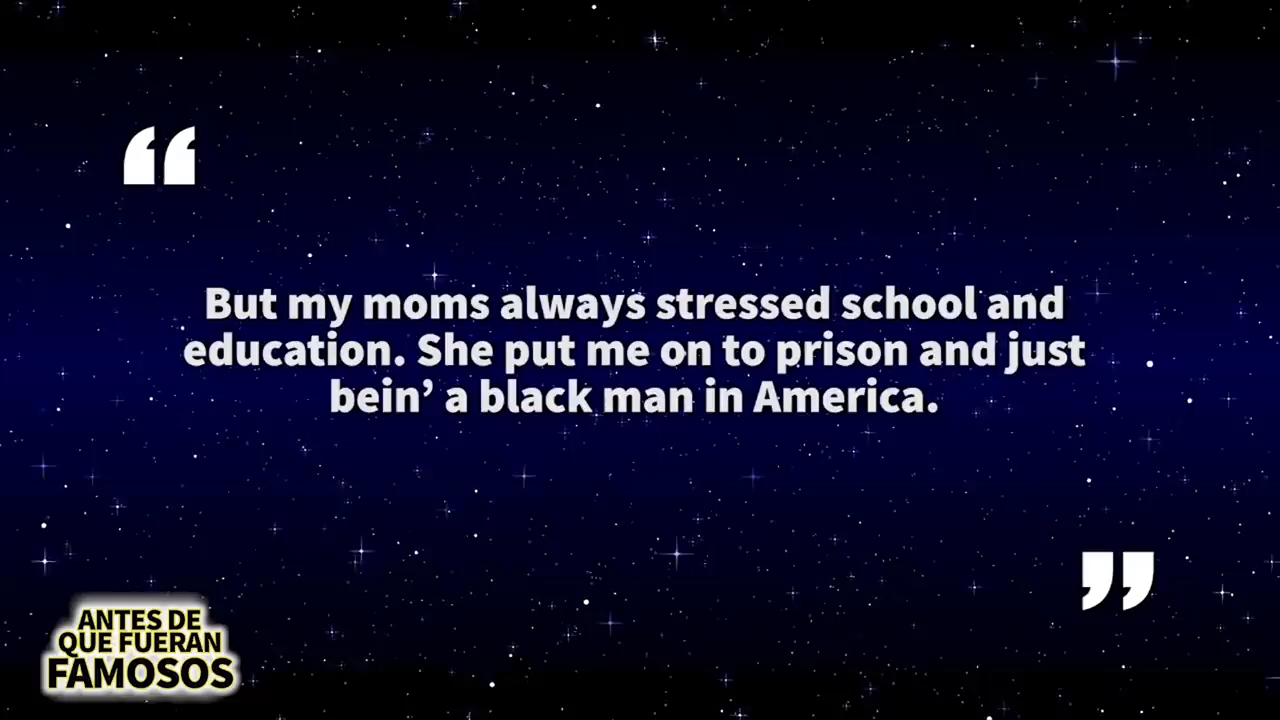 “
But my moms always stressed school and
education. She put me on to prison and just
bein’ a black man in America.
”
ANTES DE
QUE FUERAN
FAMOSOS